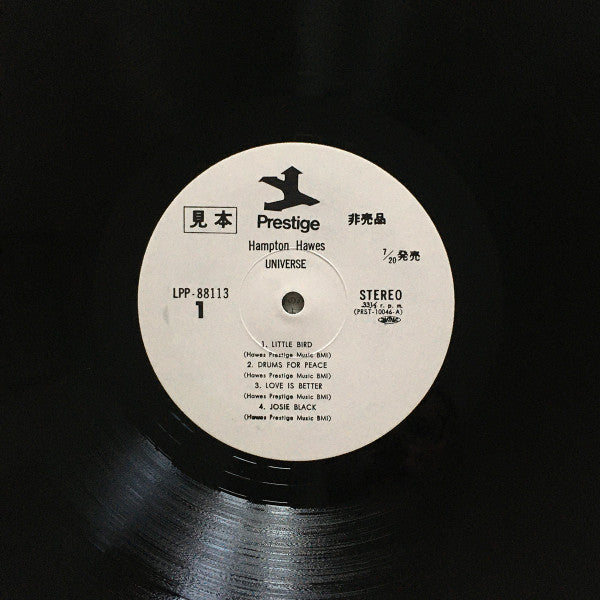 Prestige
見本
非売品
Hampton Hawes
7/20 発売
UNIVERSE
LPP-88113
STEREO
1
33⅓ r. p. m.
(PRST-10046-A)
1. LITTLE BIRD
(Hawes Prestige Music BMI)
2. DRUMS FOR PEACE
(Hawes Prestige Music BMI)
3. LOVE IS BETTER
(Hawes Prestige Music BMI)
4. JOSIE BLACK
(Hawes Prestige Music BMI)